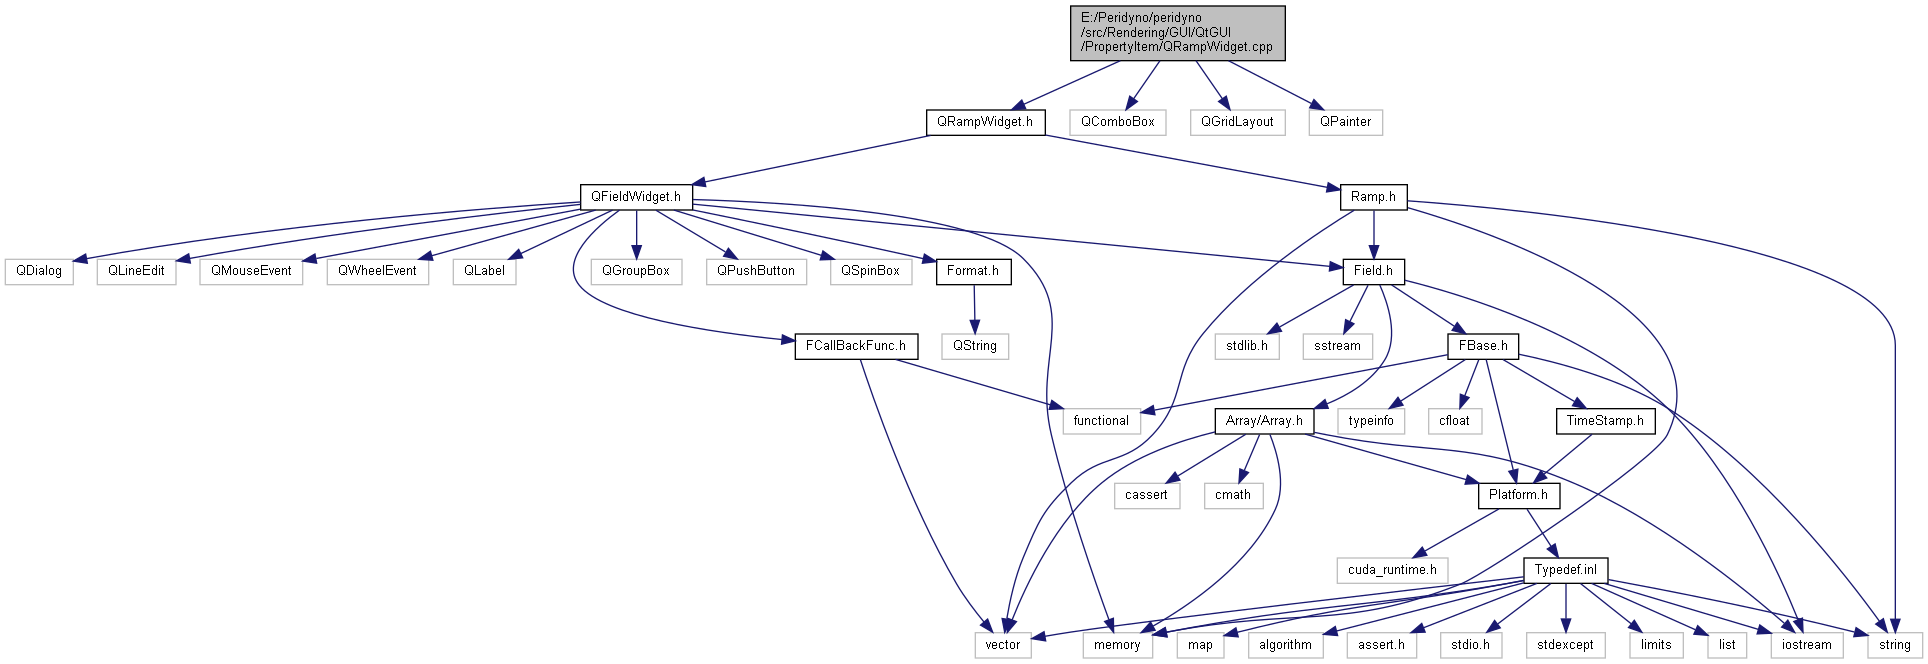 E:/Peridyno/peridyno
/src/Rendering/GUI/QtGUI
/PropertyItem/QRampWidget.cpp
QRampWidget.h
QComboBox
QGridLayout
QPainter
QFieldWidget.h
Ramp.h
QDialog
QLineEdit
QMouseEvent
QWheelEvent
QLabel
QGroupBox
QPushButton
QSpinBox
Format.h
Field.h
FCallBackFunc.h
QString
stdlib.h
sstream
FBase.h
functional
Array/Array.h
typeinfo
cfloat
TimeStamp.h
cassert
cmath
Platform.h
cuda_runtime.h
Typedef.inl
vector
memory
map
algorithm
assert.h
stdio.h
stdexcept
limits
list
iostream
string